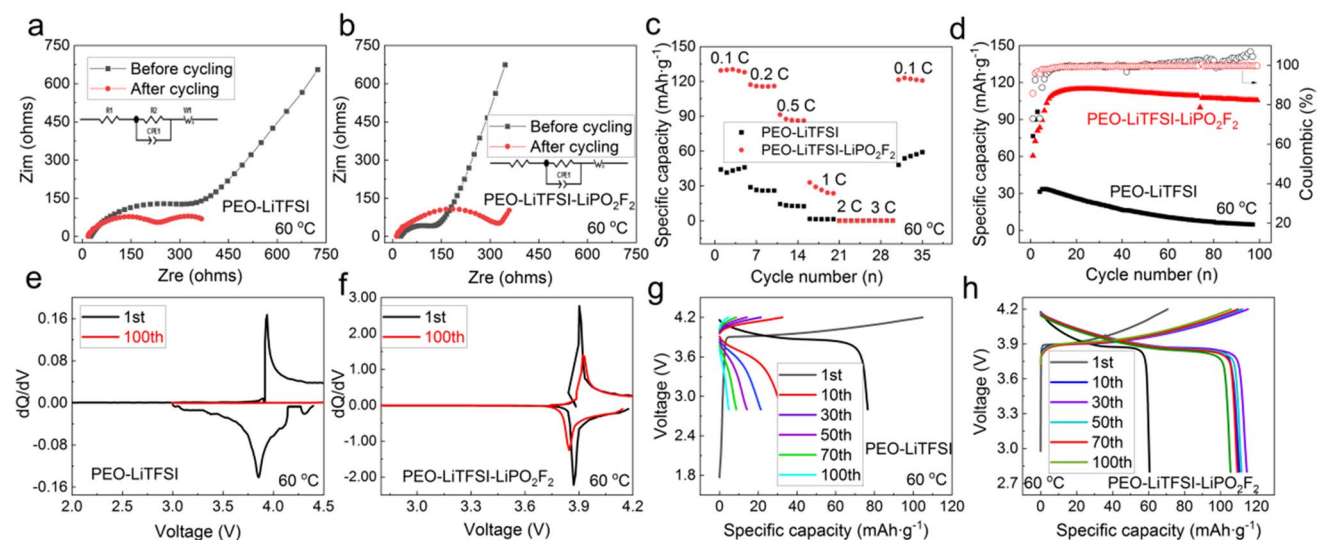 a
750
600
450
300
150
0
Zim (ohms)
Before cycling
After cycling
R1 R2 W1
CPE1
PEO-LiTFSI
60 ºC
0 150 300 450 600 750
Zre (ohms)
b
750
600
450
300
150
0
Zim (ohms)
Before cycling
After cycling
CPE1
PEO-LiTFSI-LiPO₂F₂
60 ºC
0 150 300 450 600 750
Zre (ohms)
c
150
120
90
60
30
0
Specific capacity (mAh·g⁻¹)
0.1 C
0.2 C
0.5 C
0.1 C
PEO-LiTFSI
PEO-LiTFSI-LiPO₂F₂
1 C
2 C 3 C
60 ºC
0 7 14 21 28 35
Cycle number (n)
d
150
120
90
60
30
0
Specific capacity (mAh·g⁻¹)
PEO-LiTFSI-LiPO₂F₂
PEO-LiTFSI
60 ºC
100
80
60
40
20
Coulombic (%)
0 20 40 60 80 100
Cycle number (n)
e
0.16
0.08
0.00
-0.08
-0.16
dQ/dV
1st
100th
PEO-LiTFSI
60 ºC
2.0 2.5 3.0 3.5 4.0 4.5
Voltage (V)
f
3.00
2.00
1.00
0.00
-1.00
-2.00
dQ/dV
1st
100th
PEO-LiTFSI-LiPO₂F₂
60 ºC
3.0 3.3 3.6 3.9 4.2
Voltage (V)
g
4.2
3.6
3.0
2.4
1.8
Voltage (V)
1st
10th
30th
50th
70th
100th
PEO-LiTFSI
60 ºC
0 20 40 60 80 100 120
Specific capacity (mAh·g⁻¹)
h
4.2
3.9
3.6
3.3
3.0
2.7
Voltage (V)
1st
10th
30th
50th
70th
100th
60 ºC
PEO-LiTFSI-LiPO₂F₂
0 20 40 60 80 100 120
Specific capacity (mAh·g⁻¹)